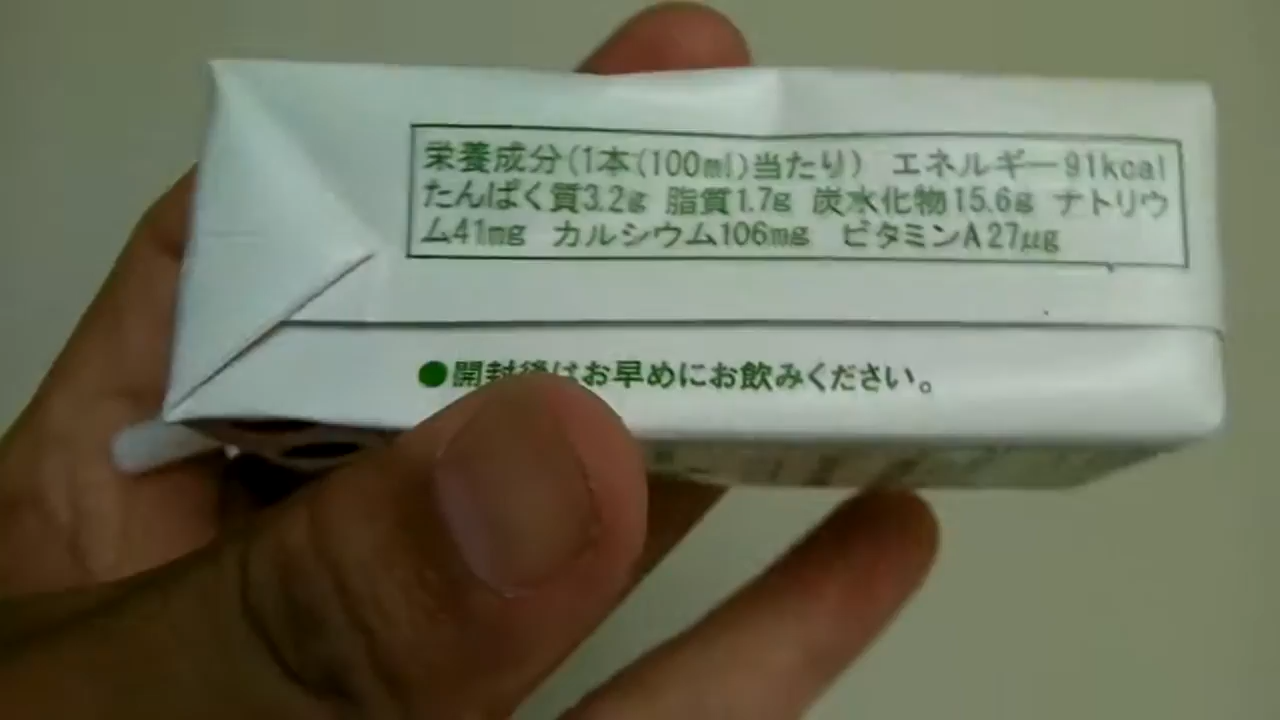 栄養成分(1本(100ml)当たり) エネルギー91kcal
たんぱく質3.2g 脂質1.7g 炭水化物15.6g ナトリウ
ム41mg カルシウム106mg ビタミンA27μg
●開封後はお早めにお飲みください。